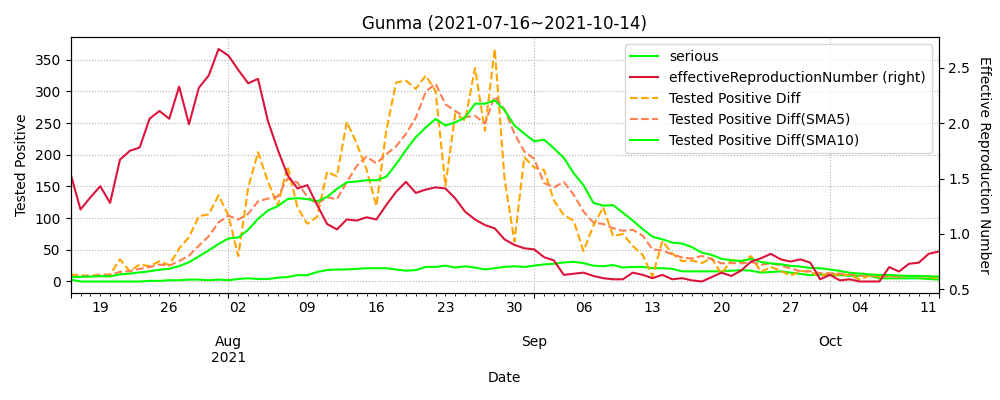 Gunma (2021-07-16~2021-10-14)
serious
effectiveReproductionNumber (right)
Tested Positive Diff
Tested Positive Diff(SMA5)
Tested Positive Diff(SMA10)
Tested Positive
350
300
250
200
150
100
50
0
Effective Reproduction Number
2.5
2.0
1.5
1.0
0.5
19 26 02 09 16 23 30 06 13 20 27 04 11
Aug Sep Oct
2021
Date